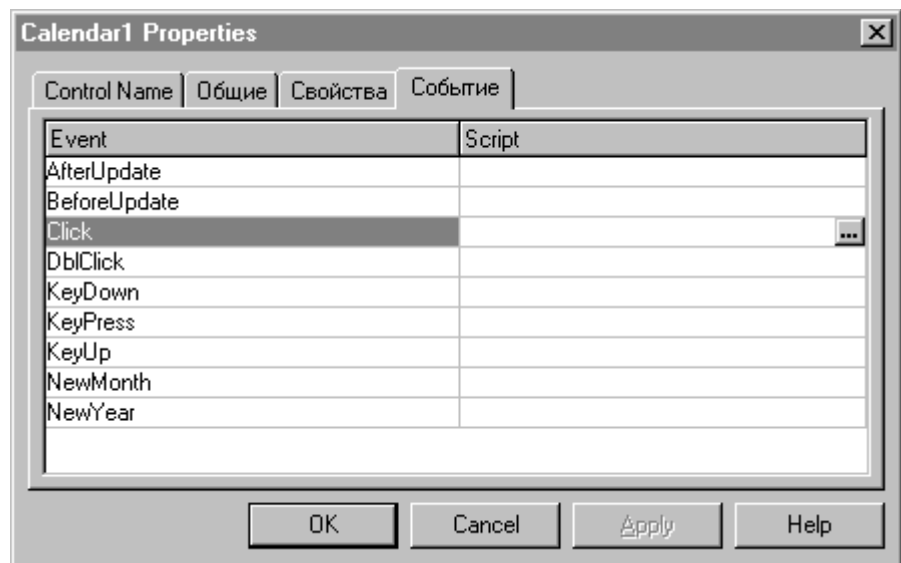 Calendar1 Properties
Control Name Общие Свойства Событие
Event Script
AfterUpdate
BeforeUpdate
Click ...
DblClick
KeyDown
KeyPress
KeyUp
NewMonth
NewYear
OK Cancel Apply Help